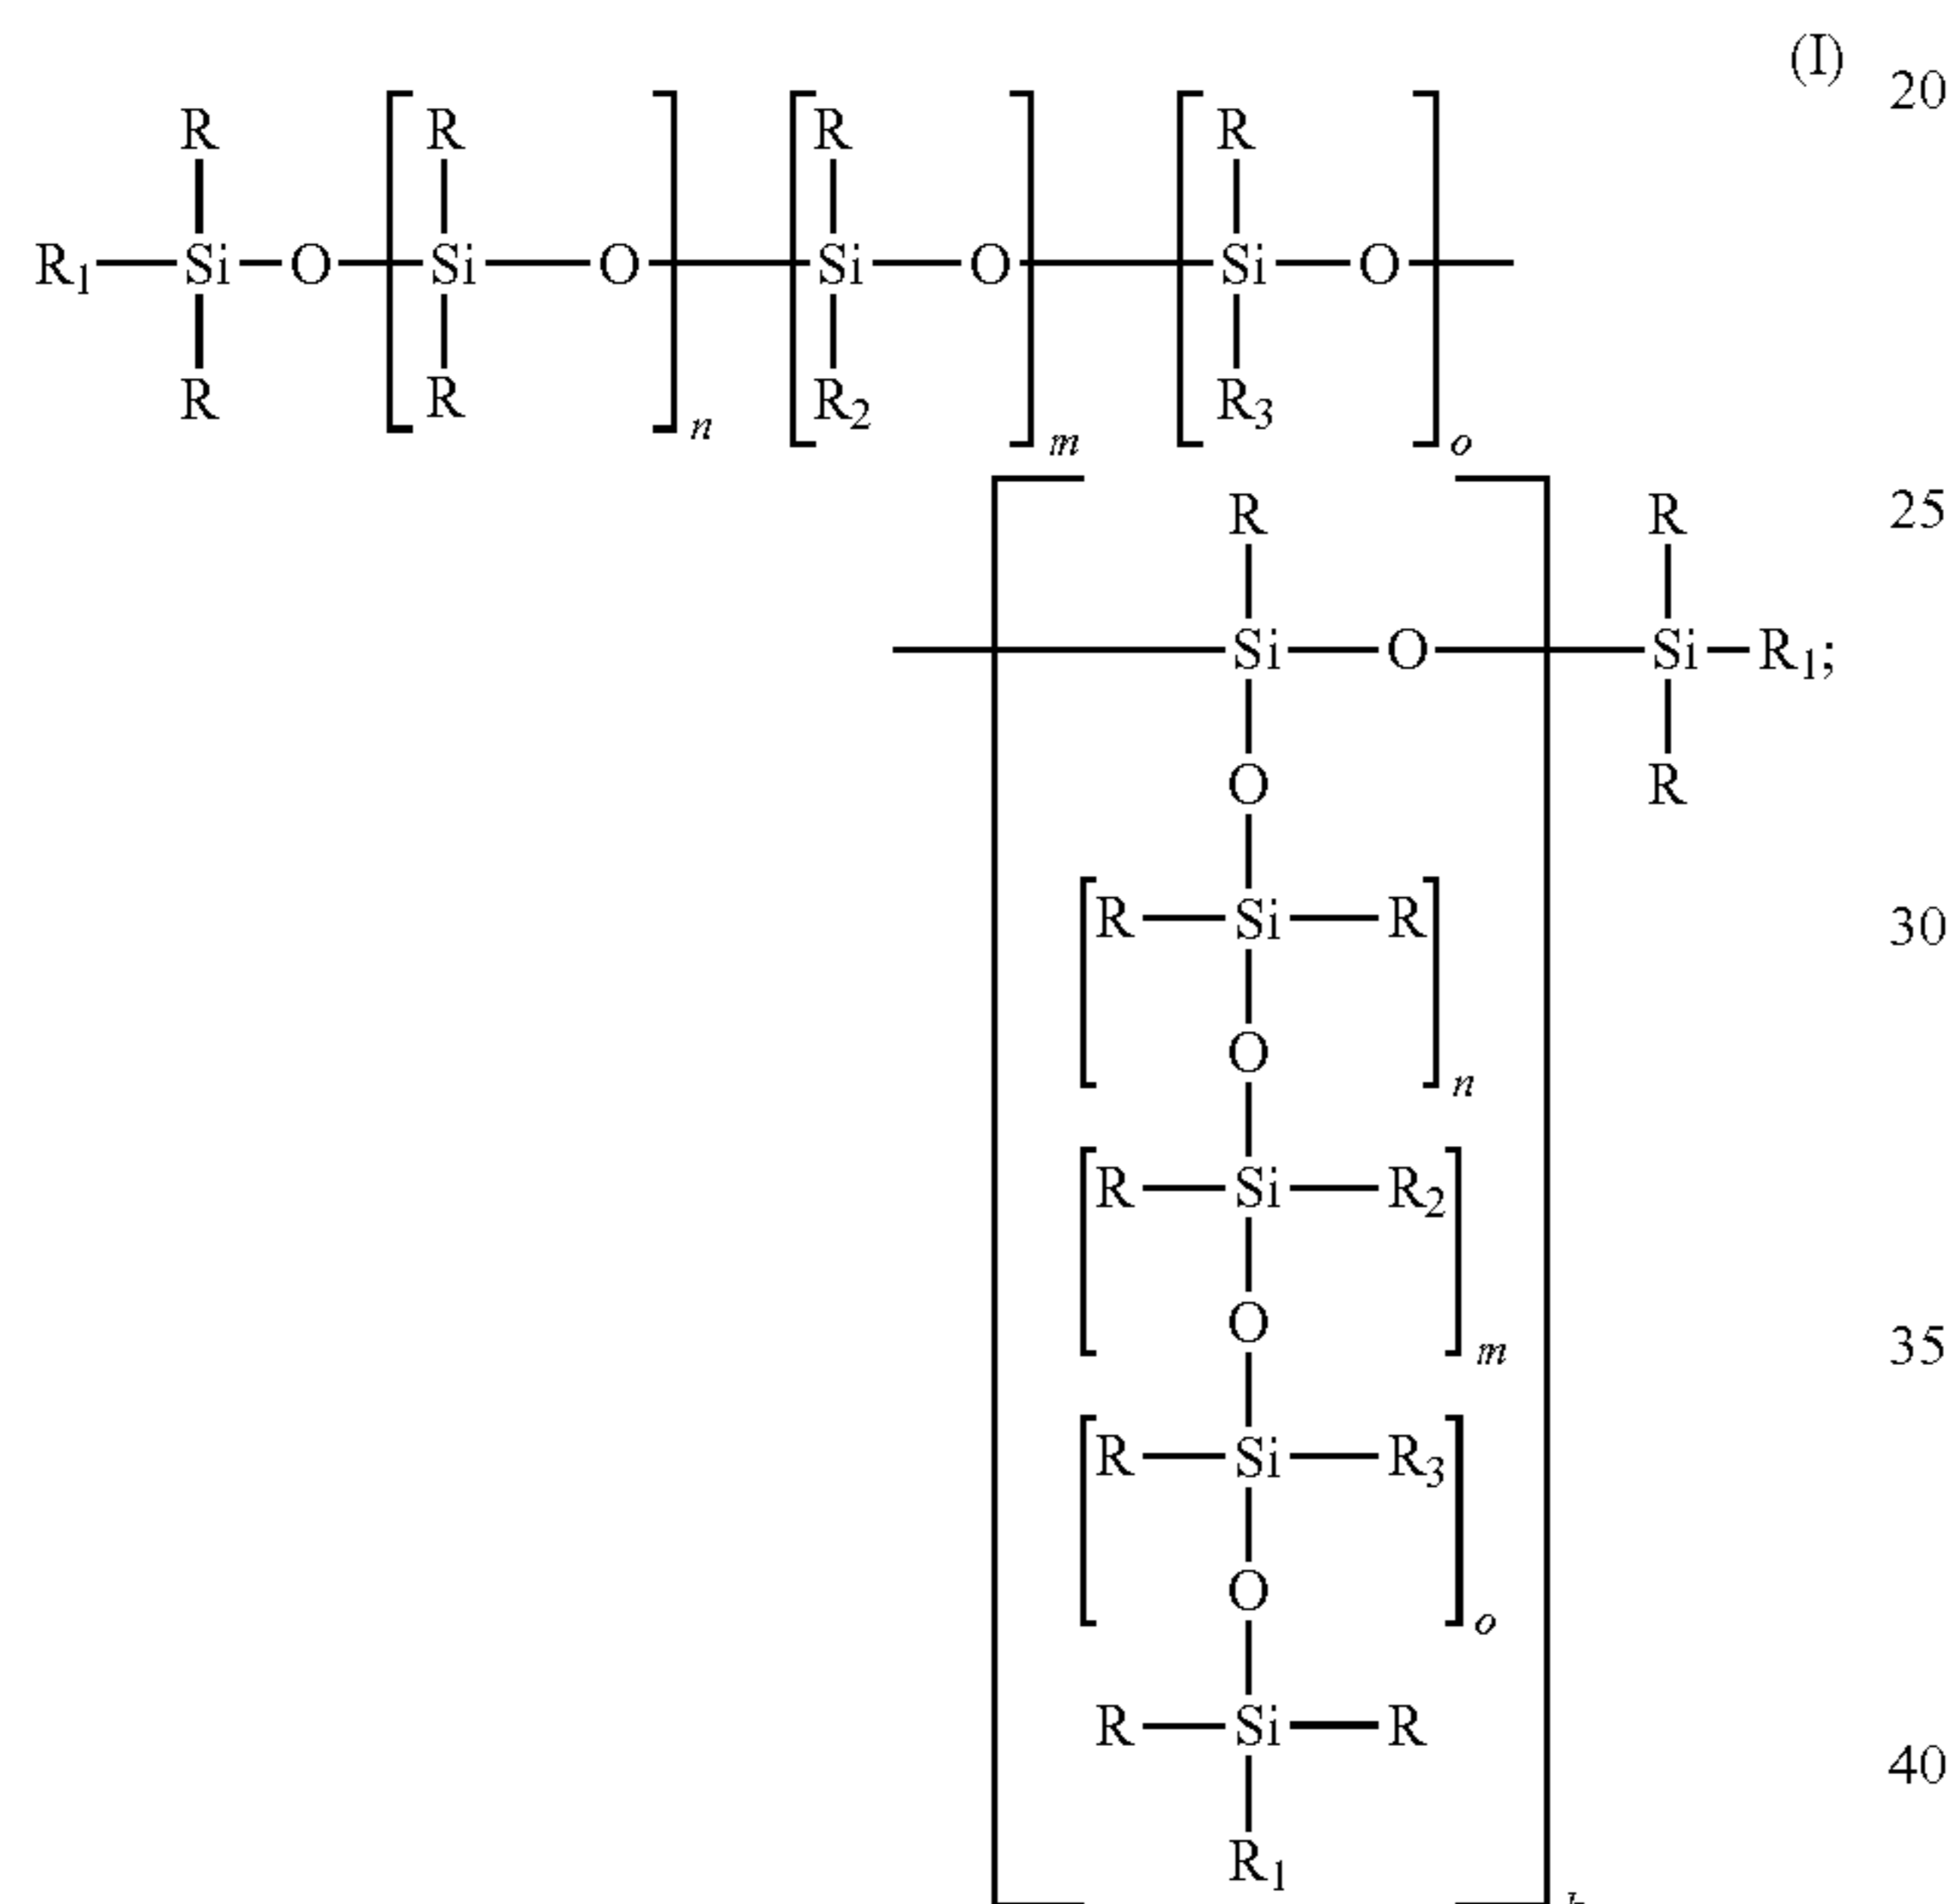 (I) 20
R R R R
R1 Si O Si O Si O Si O
R R n R2 m R3 o
R R 25
Si O Si R1;
O R
R Si R n 30
O
R Si R2 m
O 35
R Si R3 o
O
R Si R 40
R1